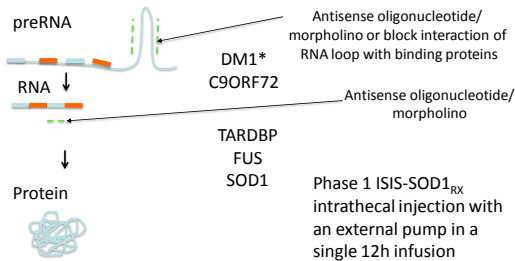 preRNA
Antisense oligonucleotide/
morpholino or block interaction of
RNA loop with binding proteins
DM1*
C9ORF72
RNA
Antisense oligonucleotide/
morpholino
TARDBP
FUS
SOD1
Protein
Phase 1 ISIS-SOD1RX
intrathecal injection with
an external pump in a
single 12h infusion